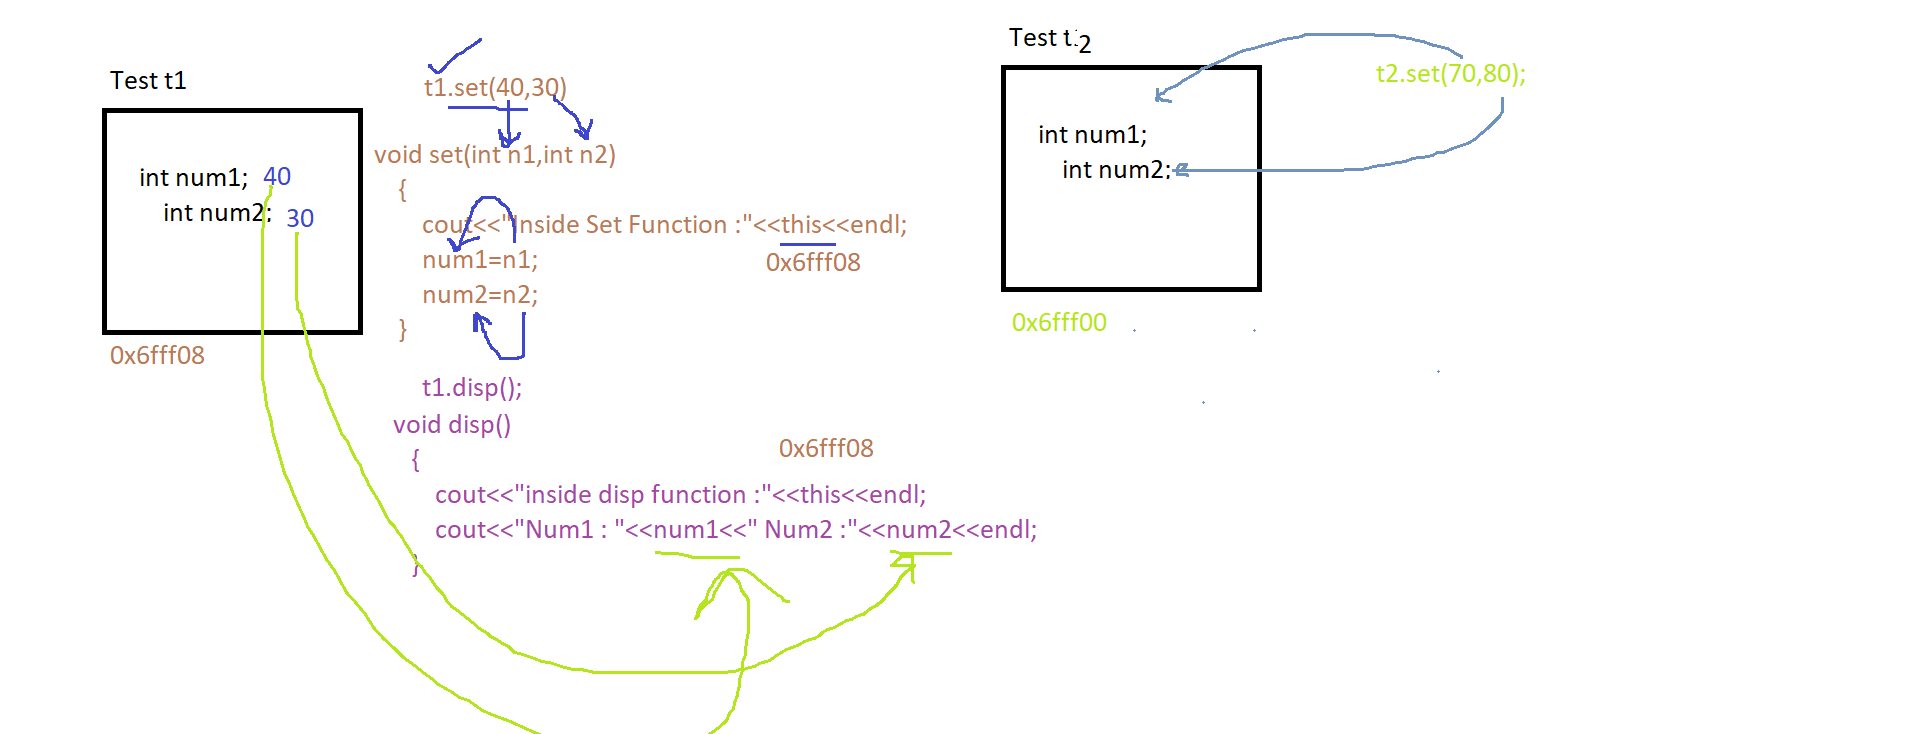 Test t1
int num1; 40
int num2; 30
0x6fff08
t1.set(40,30)
void set(int n1,int n2)
{
cout<<"Inside Set Function :"<<this<<endl;
0x6fff08
num1=n1;
num2=n2;
}
t1.disp();
void disp()
{
0x6fff08
cout<<"inside disp function :"<<this<<endl;
cout<<"Num1 : "<<num1<<" Num2 :"<<num2<<endl;
}
Test t2
t2.set(70,80);
int num1;
int num2;
0x6fff00